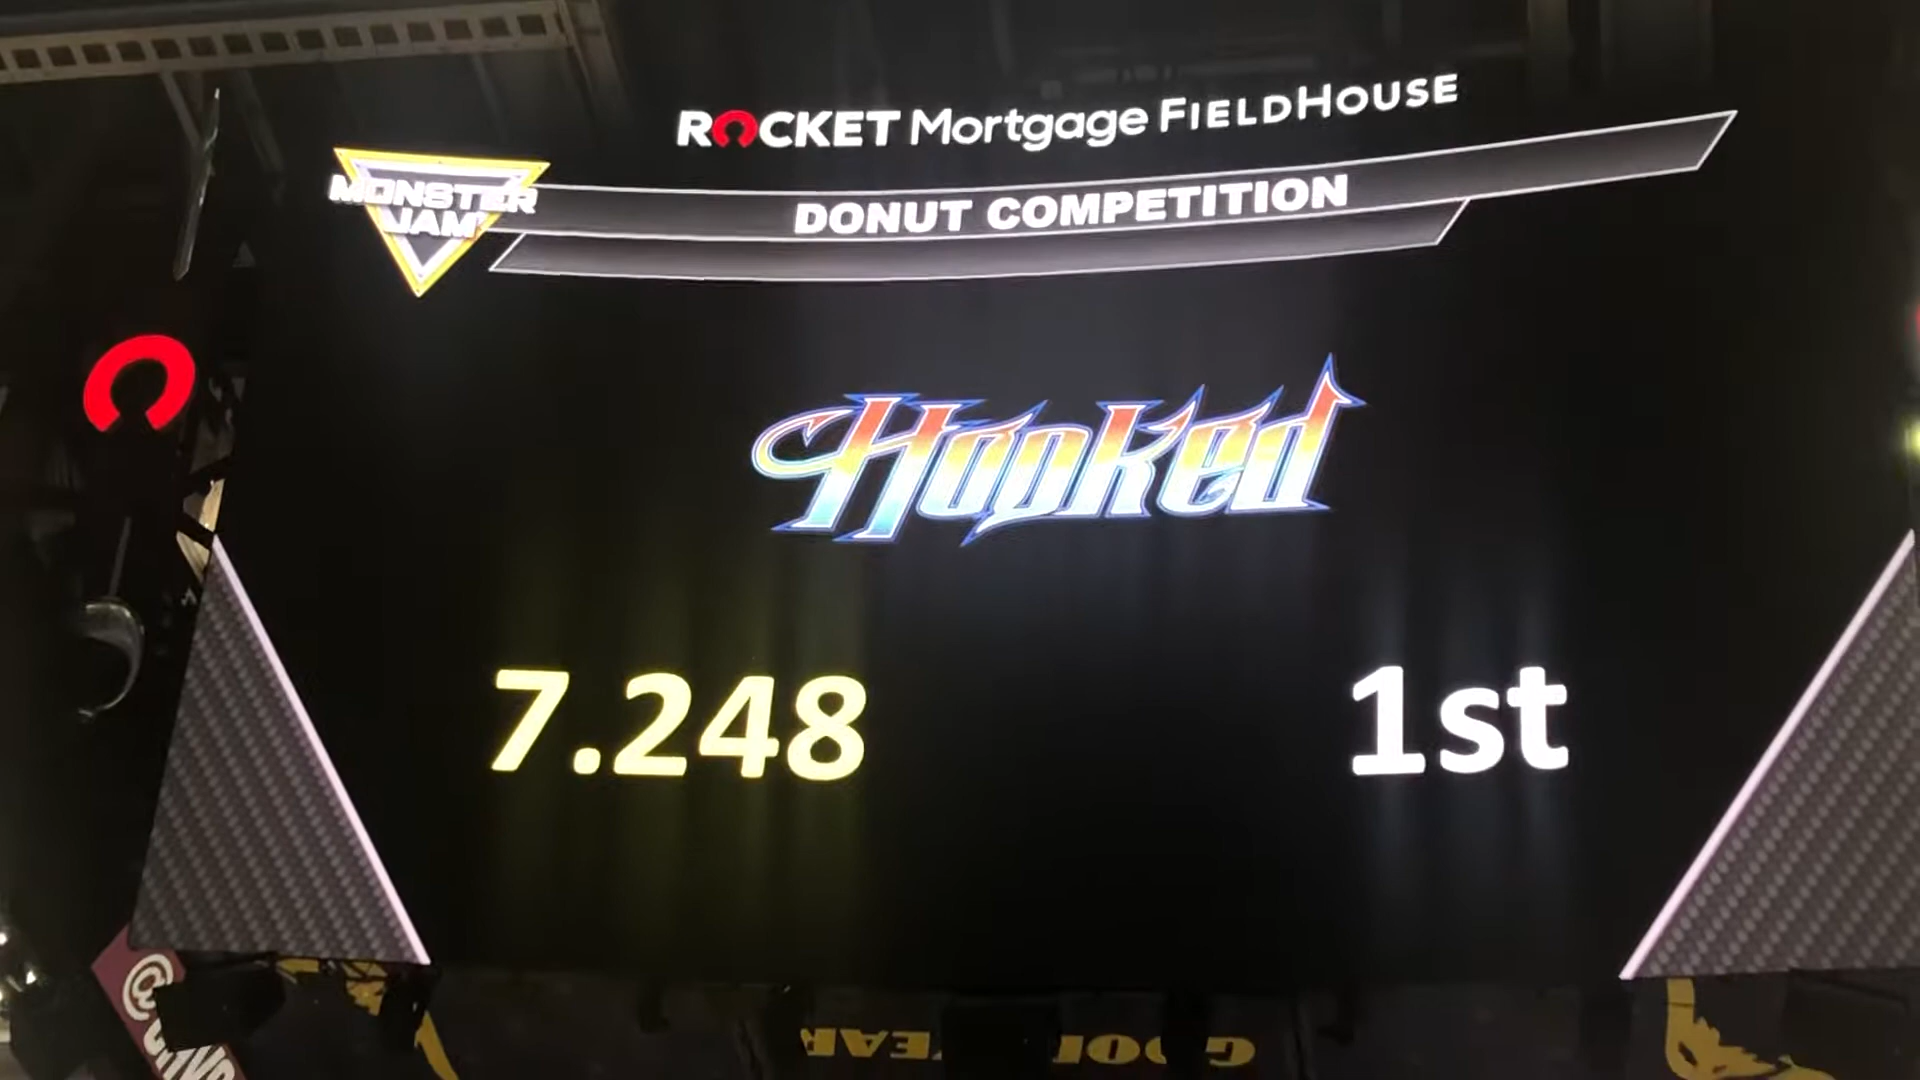 ROCKET Mortgage FIELDHOUSE
MONSTER
JAM
DONUT COMPETITION
Hooked
7.248
1st